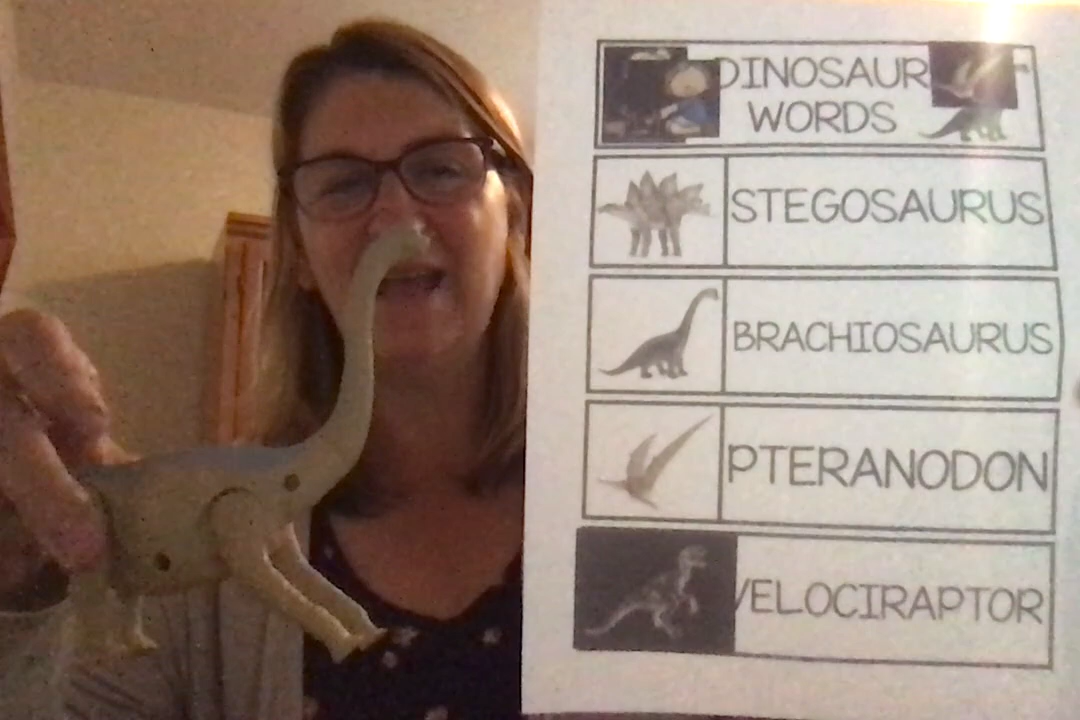 DINOSAUR
WORDS
STEGOSAURUS
BRACHIOSAURUS
PTERANODON
VELOCIRAPTOR